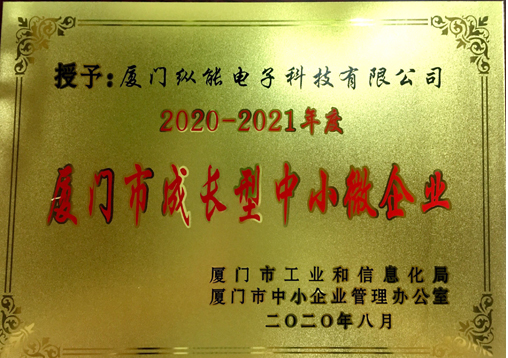 授予:厦门纵能电子科技有限公司
2020-2021年度
厦门市成长型中小微企业
厦门市工业和信息化局
厦门市中小企业管理办公室
二〇二〇年八月